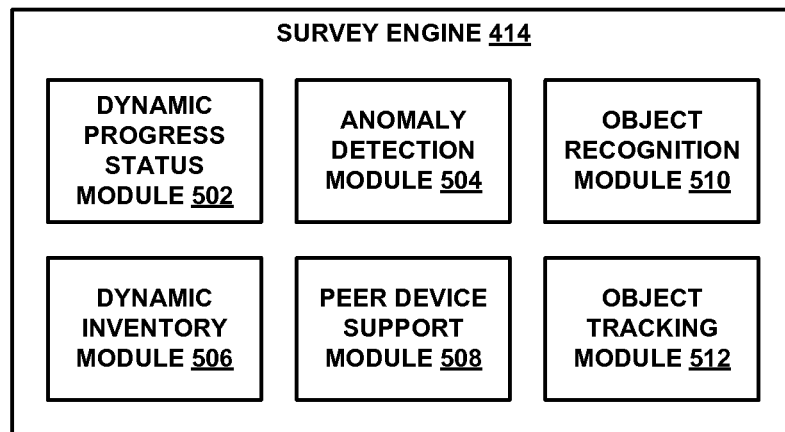 SURVEY ENGINE 414
DYNAMIC
PROGRESS
STATUS
MODULE 502
ANOMALY
DETECTION
MODULE 504
OBJECT
RECOGNITION
MODULE 510
DYNAMIC
INVENTORY
MODULE 506
PEER DEVICE
SUPPORT
MODULE 508
OBJECT
TRACKING
MODULE 512